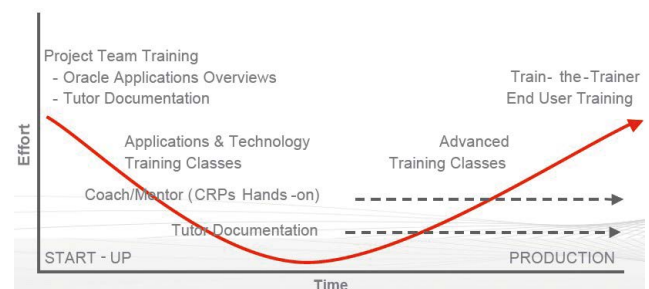 Project Team Training
- Oracle Applications Overviews
- Tutor Documentation
Train- the-Trainer
End User Training
Applications & Technology
Training Classes
Advanced
Training Classes
Coach/Mentor (CRPs Hands -on)
Tutor Documentation
START - UP
PRODUCTION
Effort
Time